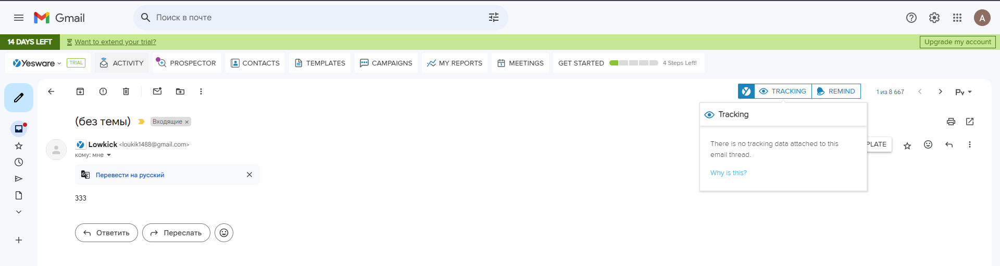 Gmail
Поиск в почте
A
14 DAYS LEFT
Want to extend your trial?
Upgrade my account
Yesware
TRIAL
ACTIVITY
PROSPECTOR
CONTACTS
TEMPLATES
CAMPAIGNS
MY REPORTS
MEETINGS
GET STARTED
4 Steps Left!
TRACKING
REMIND
1 из 8 667
Ру
(без темы)
Входящие ×
Tracking
Lowkick <loukik1488@gmail.com>
кому: мне
There is no tracking data attached to this
email thread.
Why is this?
PLATE
Перевести на русский
333
Ответить
Переслать